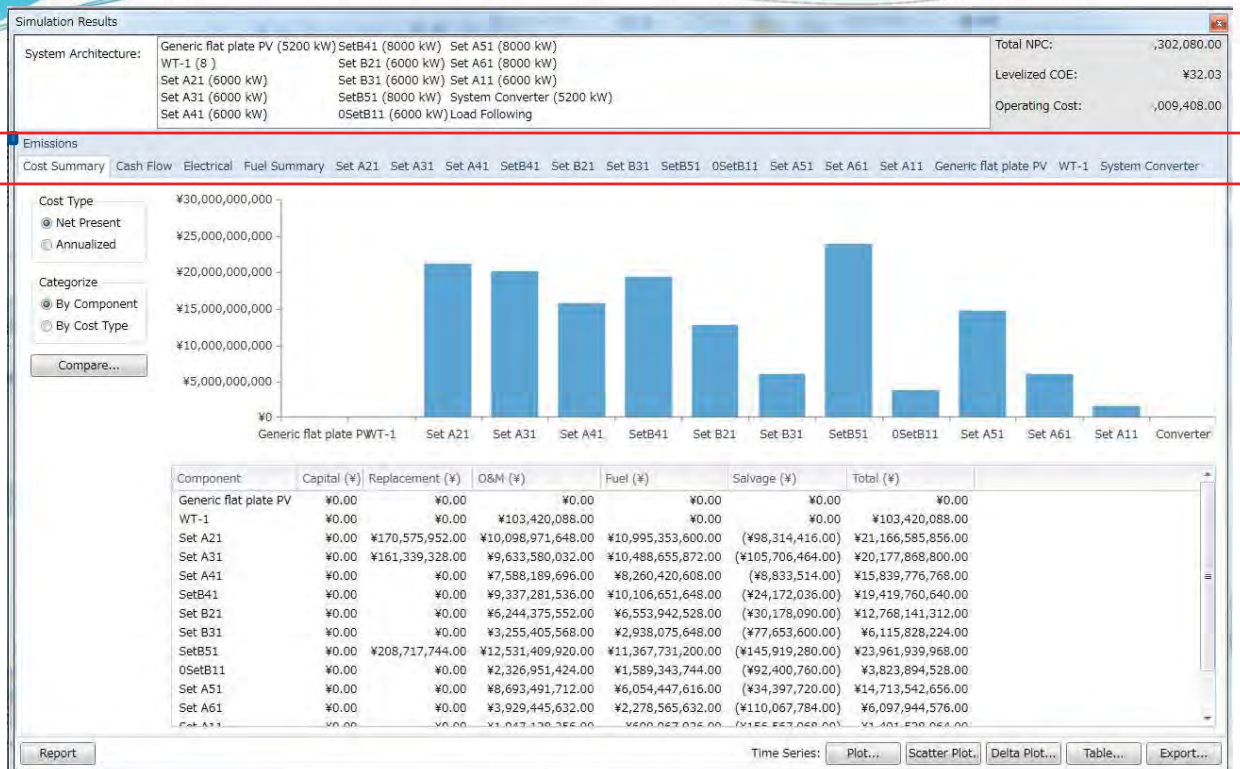 Simulation Results
System Architecture:
Generic flat plate PV (5200 kW) SetB41 (8000 kW) Set A51 (8000 kW)
WT-1 (8 ) Set B21 (6000 kW) Set A61 (8000 kW)
Set A21 (6000 kW) Set B31 (6000 kW) Set A11 (6000 kW)
Set A31 (6000 kW) SetB51 (8000 kW) System Converter (5200 kW)
Set A41 (6000 kW) 0SetB11 (6000 kW) Load Following
Total NPC: ,302,080.00
Levelized COE: ¥32.03
Operating Cost: ,009,408.00
Emissions
Cost Summary Cash Flow Electrical Fuel Summary Set A21 Set A31 Set A41 SetB41 Set B21 Set B31 SetB51 0SetB11 Set A51 Set A61 Set A11 Generic flat plate PV WT-1 System Converter
Cost Type
Net Present
Annualized
Categorize
By Component
By Cost Type
Compare...
¥30,000,000,000
¥25,000,000,000
¥20,000,000,000
¥15,000,000,000
¥10,000,000,000
¥5,000,000,000
¥0
Generic flat plate PV WT-1 Set A21 Set A31 Set A41 SetB41 Set B21 Set B31 SetB51 0SetB11 Set A51 Set A61 Set A11 Converter
Component Capital (¥) Replacement (¥) O&M (¥) Fuel (¥) Salvage (¥) Total (¥)
Generic flat plate PV ¥0.00 ¥0.00 ¥0.00 ¥0.00 ¥0.00 ¥0.00
WT-1 ¥0.00 ¥0.00 ¥103,420,088.00 ¥0.00 ¥0.00 ¥103,420,088.00
Set A21 ¥0.00 ¥170,575,952.00 ¥10,098,971,648.00 ¥10,995,353,600.00 (¥98,314,416.00) ¥21,166,585,856.00
Set A31 ¥0.00 ¥161,339,328.00 ¥9,633,580,032.00 ¥10,488,655,872.00 (¥105,706,464.00) ¥20,177,868,800.00
Set A41 ¥0.00 ¥0.00 ¥7,588,189,696.00 ¥8,260,420,608.00 (¥8,833,514.00) ¥15,839,776,768.00
SetB41 ¥0.00 ¥0.00 ¥9,337,281,536.00 ¥10,106,651,648.00 (¥24,172,036.00) ¥19,419,760,640.00
Set B21 ¥0.00 ¥0.00 ¥6,244,375,552.00 ¥6,553,942,528.00 (¥30,178,090.00) ¥12,768,141,312.00
Set B31 ¥0.00 ¥0.00 ¥3,255,405,568.00 ¥2,938,075,648.00 (¥77,653,600.00) ¥6,115,828,224.00
SetB51 ¥0.00 ¥208,717,744.00 ¥12,531,409,920.00 ¥11,367,731,200.00 (¥145,919,280.00) ¥23,961,939,968.00
0SetB11 ¥0.00 ¥0.00 ¥2,326,951,424.00 ¥1,589,343,744.00 (¥92,400,760.00) ¥3,823,894,528.00
Set A51 ¥0.00 ¥0.00 ¥8,693,491,712.00 ¥6,054,447,616.00 (¥34,397,720.00) ¥14,713,542,656.00
Set A61 ¥0.00 ¥0.00 ¥3,929,445,632.00 ¥2,278,565,632.00 (¥110,067,784.00) ¥6,097,944,576.00
Set A11 ¥0.00 ¥0.00
Report Time Series: Plot... Scatter Plot. Delta Plot... Table... Export...